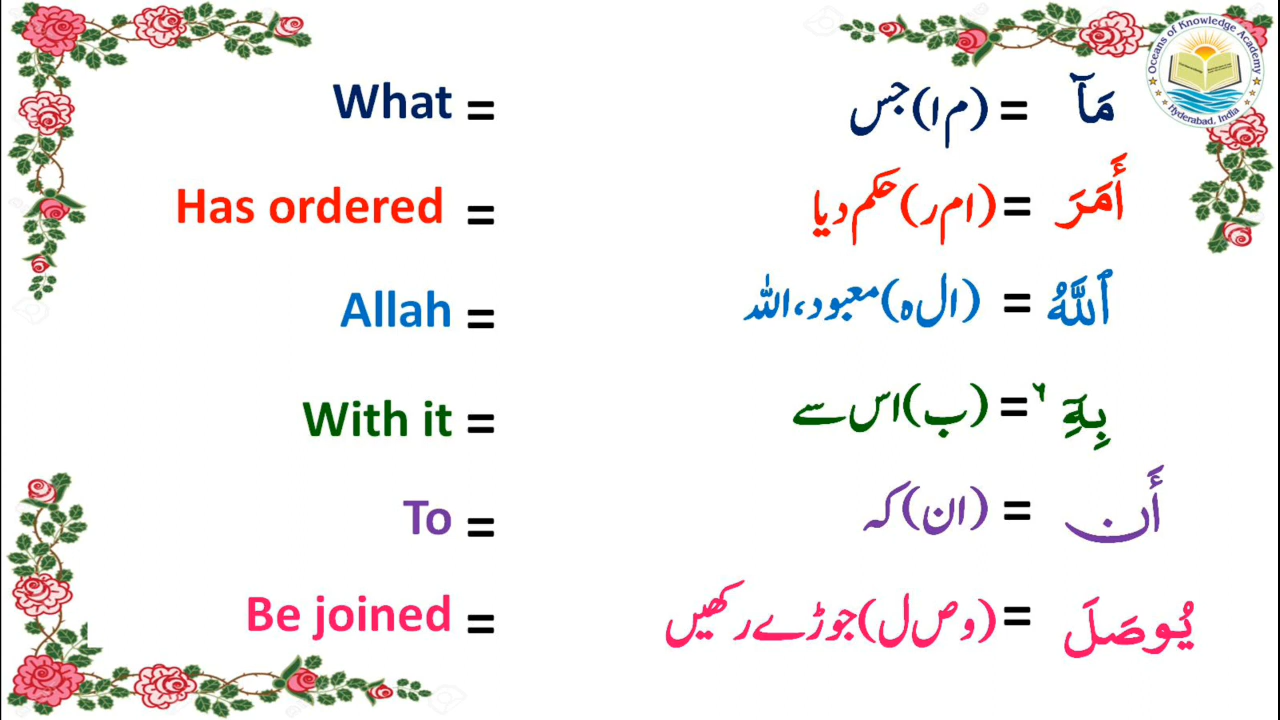 Oceans of Knowledge Academy
Hyderabad, India
What = مَآ = (م ا) جس
Has ordered = أَمَرَ = (ا م ر) حکم دیا
Allah = ٱللَّهُ = (ا ل ہ) معبود، اللہ
With it = بِهِۦٓ = (ب) اس سے
To = أَن = (ا ن) کہ
Be joined = يُوصَلَ = (و ص ل) جوڑے رکھیں